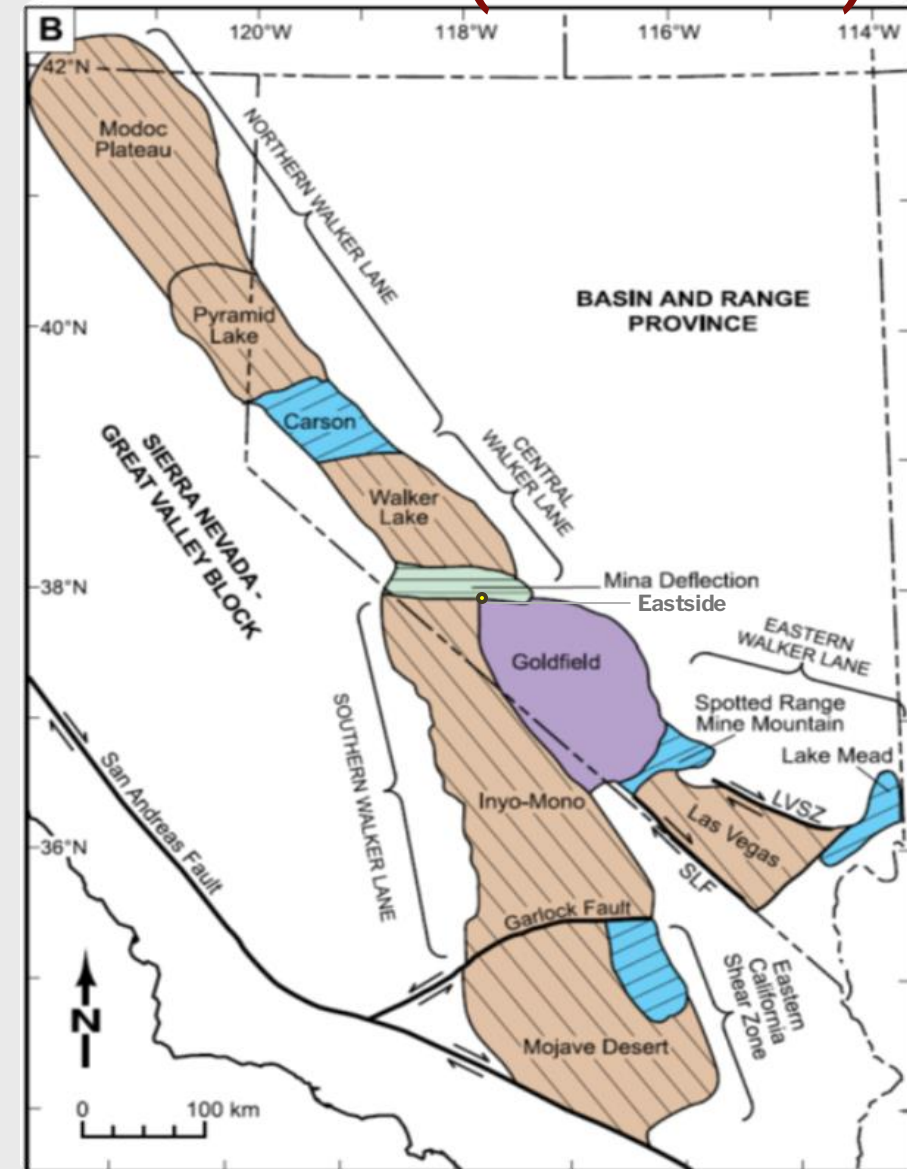 B
120°W
118°W
116°W
114°W
42°N
Modoc
Plateau
NORTHERN WALKER LANE
BASIN AND RANGE
PROVINCE
40°N
Pyramid
Lake
Carson
SIERRA NEVADA -
GREAT VALLEY BLOCK
CENTRAL
WALKER LANE
Walker
Lake
38°N
Mina Deflection
Eastside
EASTERN
WALKER LANE
Goldfield
Spotted Range
Mine Mountain
Lake Mead
SOUTHERN WALKER LANE
San Andreas Fault
Inyo-Mono
LVSZ
Las Vegas
36°N
SLF
Garlock Fault
Eastern
California
Shear Zone
N
Mojave Desert
0
100 km